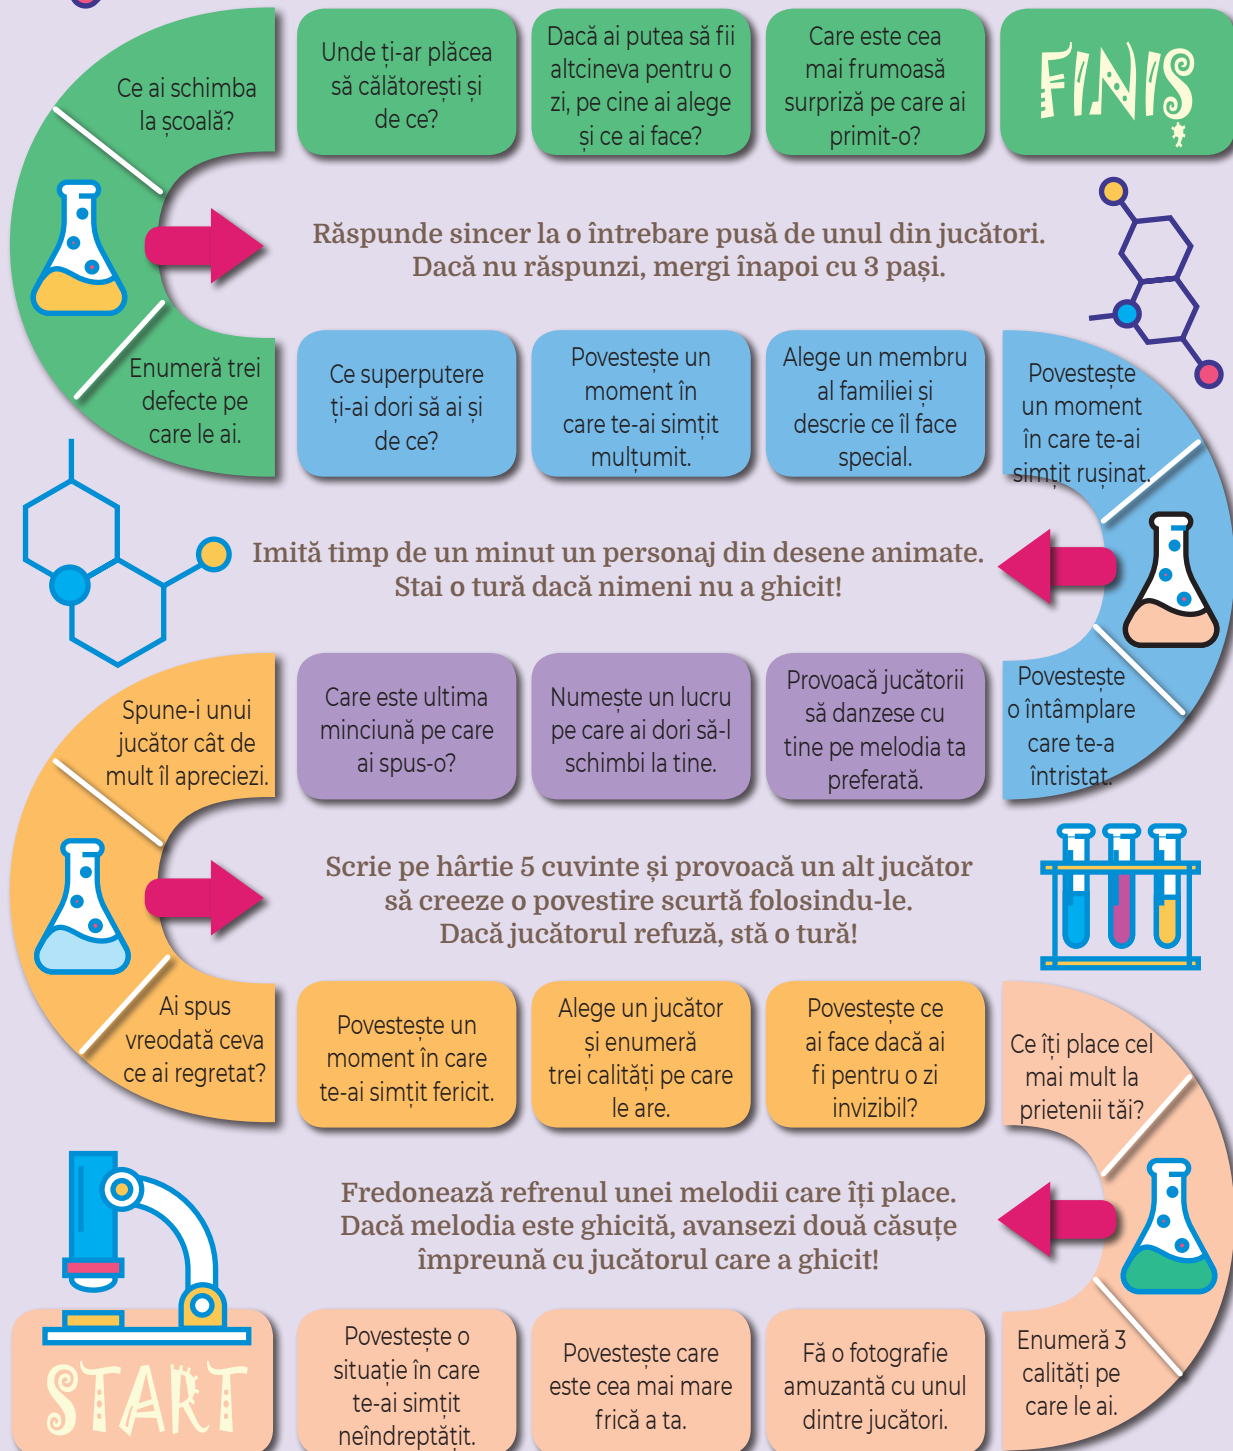 Ce ai schimba
la școală?
Unde ți-ar plăcea
să călătorești și
de ce?
Dacă ai putea să fii
altcineva pentru o
zi, pe cine ai alege
și ce ai face?
Care este cea
mai frumoasă
surpriză pe care ai
primit-o?
FINIȘ
Răspunde sincer la o întrebare pusă de unul din jucători.
Dacă nu răspunzi, mergi înapoi cu 3 pași.
Enumeră trei
defecte pe
care le ai.
Ce superputere
ți-ai dori să ai și
de ce?
Povestește un
moment în
care te-ai simțit
mulțumit.
Alege un membru
al familiei și
descrie ce îl face
special.
Povestește
un moment
în care te-ai
simțit rușinat.
Imită timp de un minut un personaj din desene animate.
Stai o tură dacă nimeni nu a ghicit!
Spune-i unui
jucător cât de
mult îl apreciezi.
Care este ultima
minciună pe care
ai spus-o?
Numește un lucru
pe care ai dori să-l
schimbi la tine.
Provoacă jucătorii
să danzese cu
tine pe melodia ta
preferată.
Povestește
o întâmplare
care te-a
întristat.
Scrie pe hârtie 5 cuvinte și provoacă un alt jucător
să creeze o povestire scurtă folosindu-le.
Dacă jucătorul refuză, stă o tură!
Ai spus
vreodată ceva
ce ai regretat?
Povestește un
moment în care
te-ai simțit fericit.
Alege un jucător
și enumeră
trei calități pe care
le are.
Povestește ce
ai face dacă ai
fi pentru o zi
invizibil?
Ce îți place cel
mai mult la
prietenii tăi?
Fredonează refrenul unei melodii care îți place.
Dacă melodia este ghicită, avansezi două căsuțe
împreună cu jucătorul care a ghicit!
START
Povestește o
situație în care
te-ai simțit
neîndreptățit.
Povestește care
este cea mai mare
frică a ta.
Fă o fotografie
amuzantă cu unul
dintre jucători.
Enumeră 3
calități pe
care le ai.